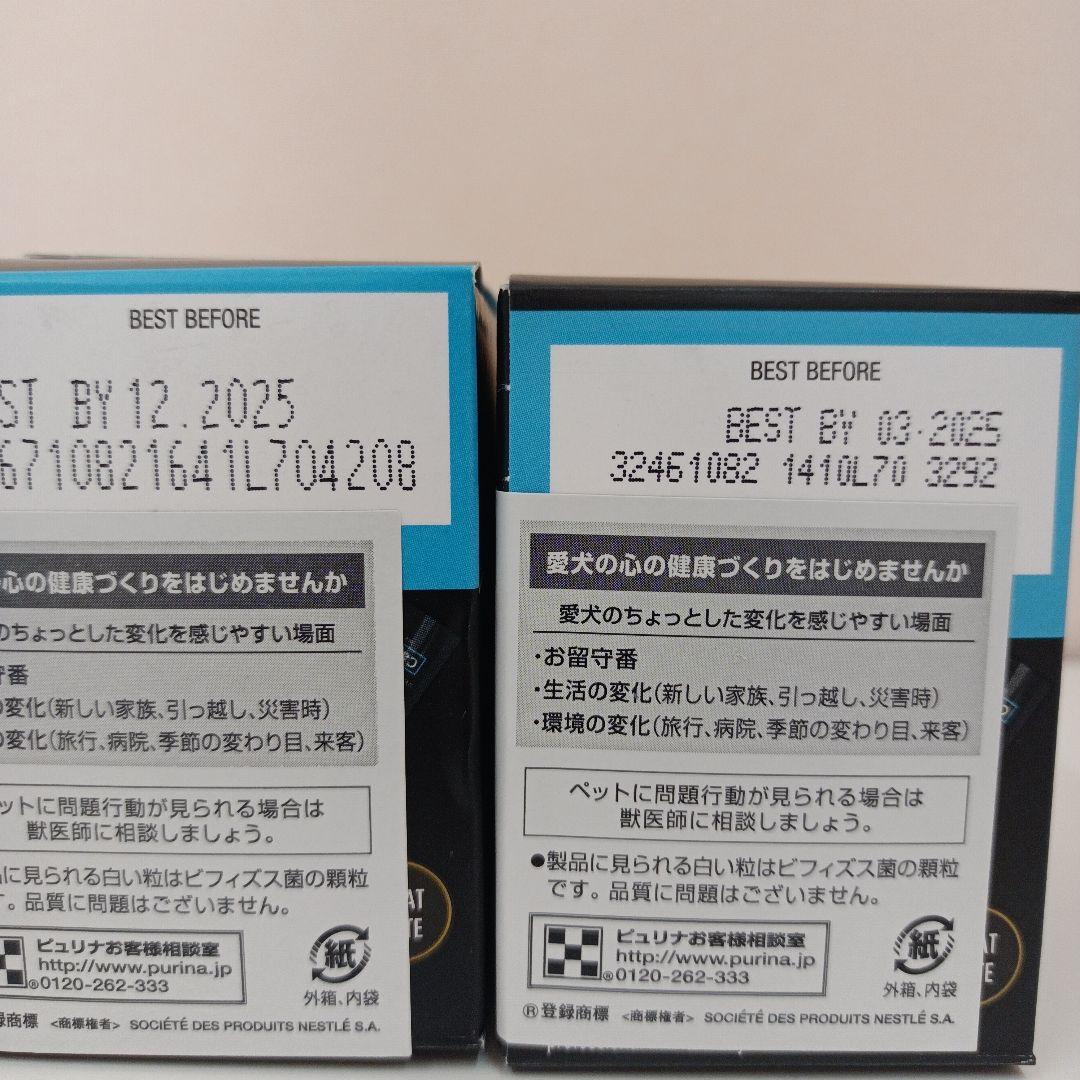 BEST BEFORE
ST BY 12.2025
6710821641L704208
心の健康づくりをはじめませんか
のちょっとした変化を感じやすい場面
守番
の変化(新しい家族、引っ越し、災害時)
の変化(旅行、病院、季節の変わり目、来客)
ットに問題行動が見られる場合は
獣医師に相談しましょう。
に見られる白い粒はビフィズス菌の顆粒
す。品質に問題はございません。
ピュリナお客様相談室
http://www.purina.jp
®0120-262-333
紙
外箱、内袋
録商標 <商標権者> SOCIÉTÉ DES PRODUITS NESTLÉ S.A.
BEST BEFORE
BEST BY 03.2025
32461082 1410L70 3292
愛犬の心の健康づくりをはじめませんか
愛犬のちょっとした変化を感じやすい場面
・お留守番
・生活の変化(新しい家族、引っ越し、災害時)
・環境の変化(旅行、病院、季節の変わり目、来客)
ペットに問題行動が見られる場合は
獣医師に相談しましょう。
●製品に見られる白い粒はビフィズス菌の顆粒
です。品質に問題はございません。
ピュリナお客様相談室
http://www.purina.jp
®0120-262-333
紙
外箱、内袋
®登録商標 <商標権者> SOCIÉTÉ DES PRODUITS NESTLÉ S.A.